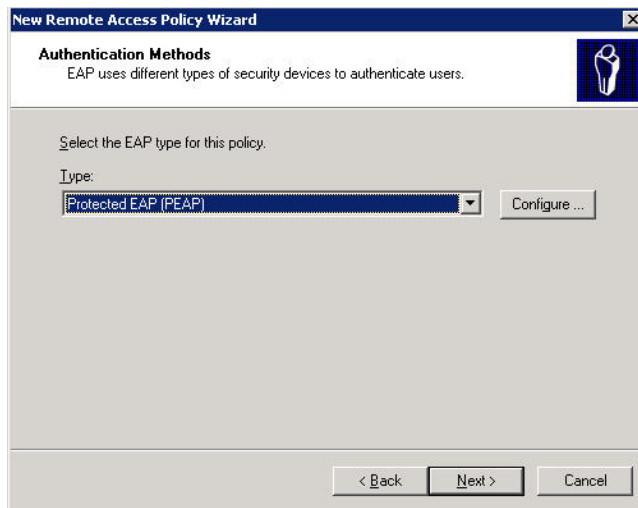 New Remote Access Policy Wizard
Authentication Methods
EAP uses different types of security devices to authenticate users.
Select the EAP type for this policy.
Type:
Protected EAP (PEAP)
Configure ...
< Back
Next >
Cancel